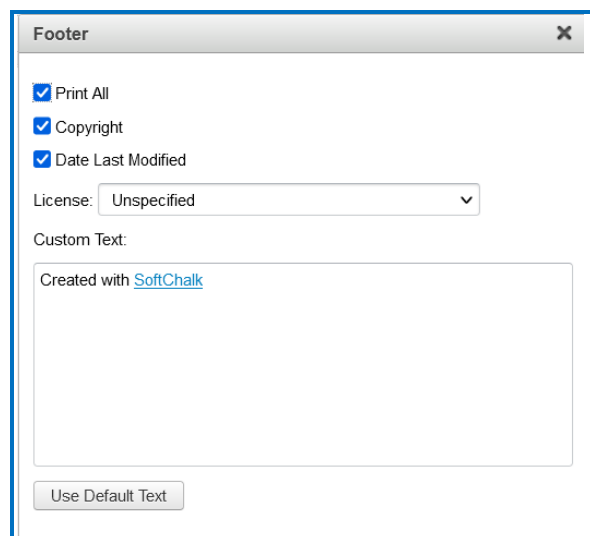 Footer
Print All
Copyright
Date Last Modified
License: Unspecified
Custom Text:
Created with SoftChalk
Use Default Text